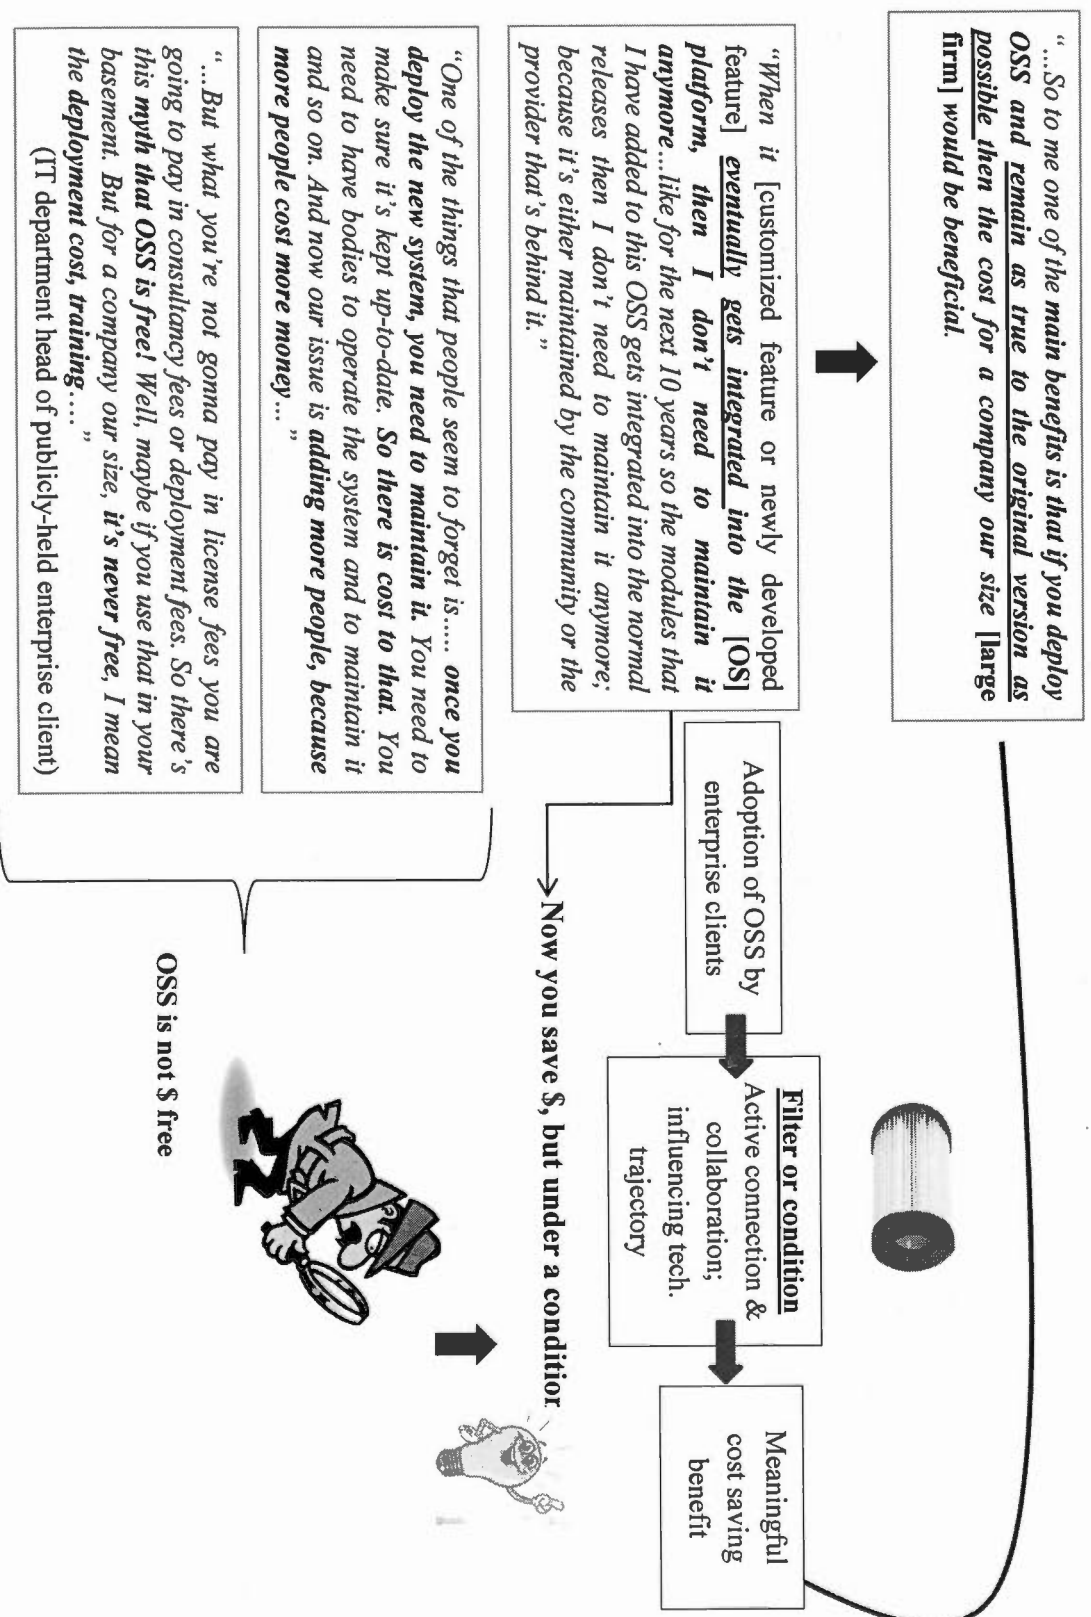 “…So to me one of the main benefits is that if you deploy
OSS and remain as true to the original version as
possible then the cost for a company our size [large
firm] would be beneficial.
“When it [customized feature or newly developed
feature] eventually gets integrated into the [OS]
platform, then I don't need to maintain it
anymore…like for the next 10 years so the modules that
I have added to this OSS gets integrated into the normal
releases then I don't need to maintain it anymore;
because it's either maintained by the community or the
provider that's behind it.”
Adoption of OSS by
enterprise clients
Filter or condition
Active connection &
collaboration;
influencing tech.
trajectory
Meaningful
cost saving
benefit
Now you save $, but under a condition
“One of the things that people seem to forget is….. once you
deploy the new system, you need to maintain it. You need to
make sure it's kept up-to-date. So there is cost to that. You
need to have bodies to operate the system and to maintain it
and so on. And now our issue is adding more people, because
more people cost more money…”
“…But what you're not gonna pay in license fees you are
going to pay in consultancy fees or deployment fees. So there's
this myth that OSS is free! Well, maybe if you use that in your
basement. But for a company our size, it's never free, I mean
the deployment cost, training…..”
(IT department head of publicly-held enterprise client)
OSS is not $ free